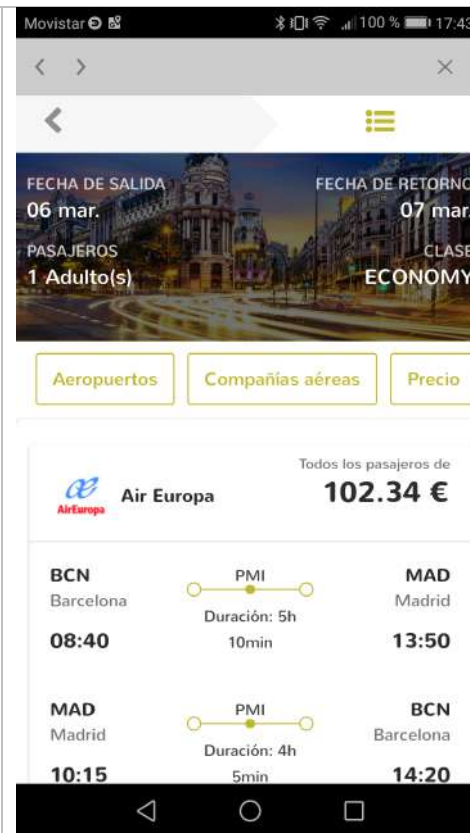 Movistar 100 % 17:43
FECHA DE SALIDA FECHA DE RETORNO
06 mar. 07 mar.
PASAJEROS CLASE
1 Adulto(s) ECONOMY
Aeropuertos Compañías aéreas Precio
Todos los pasajeros de
AirEuropa Air Europa 102.34 €
BCN PMI MAD
Barcelona Madrid
Duración: 5h
08:40 10min 13:50
MAD PMI BCN
Madrid Barcelona
Duración: 4h
10:15 5min 14:20